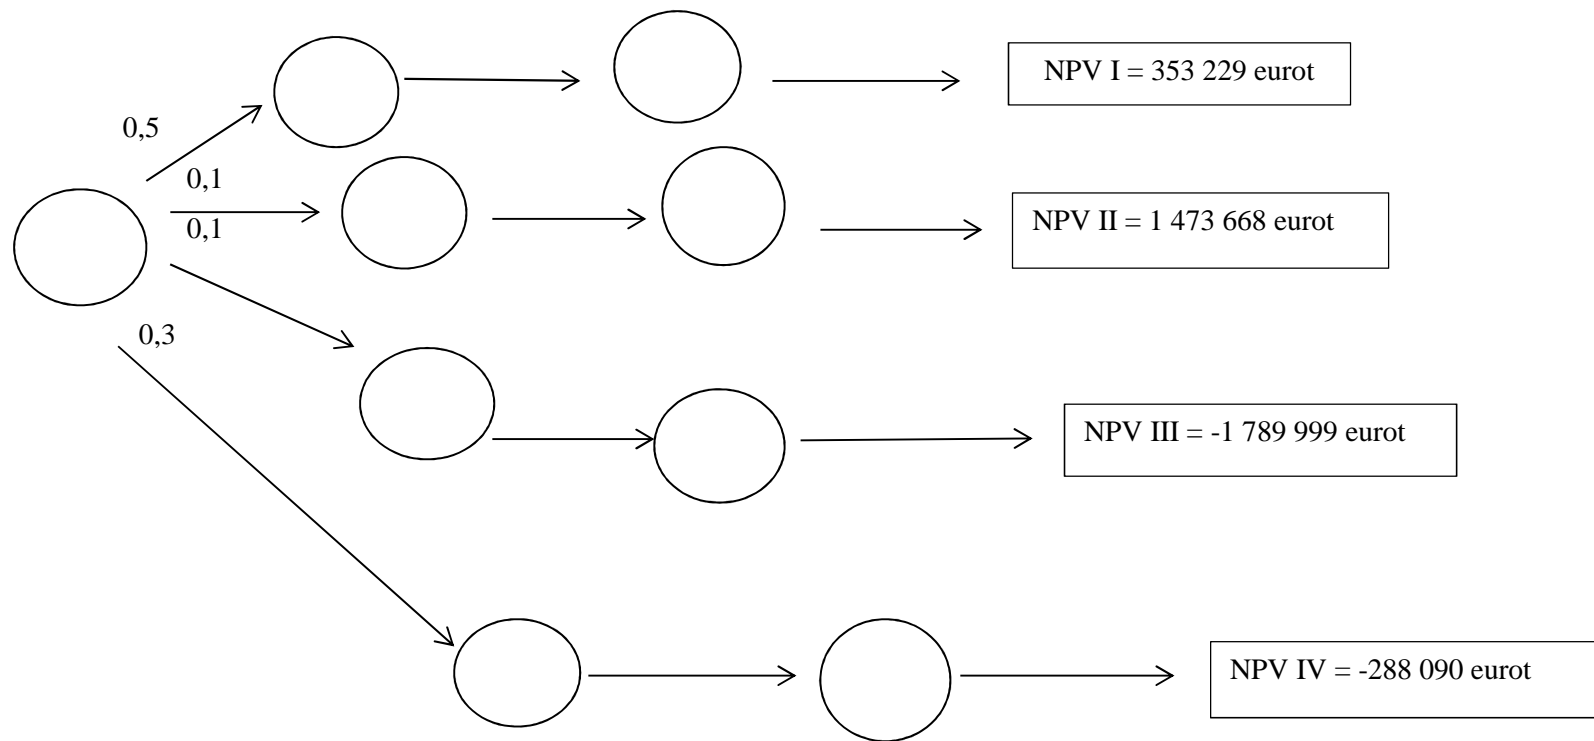 NPV I = 353 229 eurot
0,5
0,1
NPV II = 1 473 668 eurot
0,1
0,3
NPV III = -1 789 999 eurot
NPV IV = -288 090 eurot